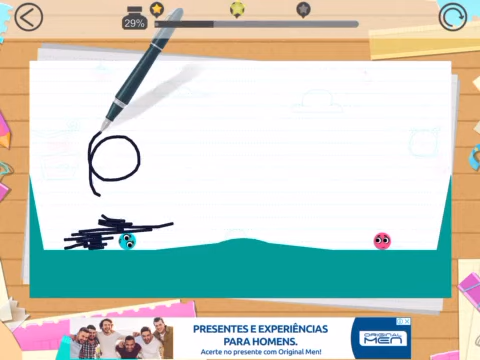 29%
PRESENTES E EXPERIÊNCIAS
PARA HOMENS.
Acerte no presente com Original Men!
ORIGINAL
MEN